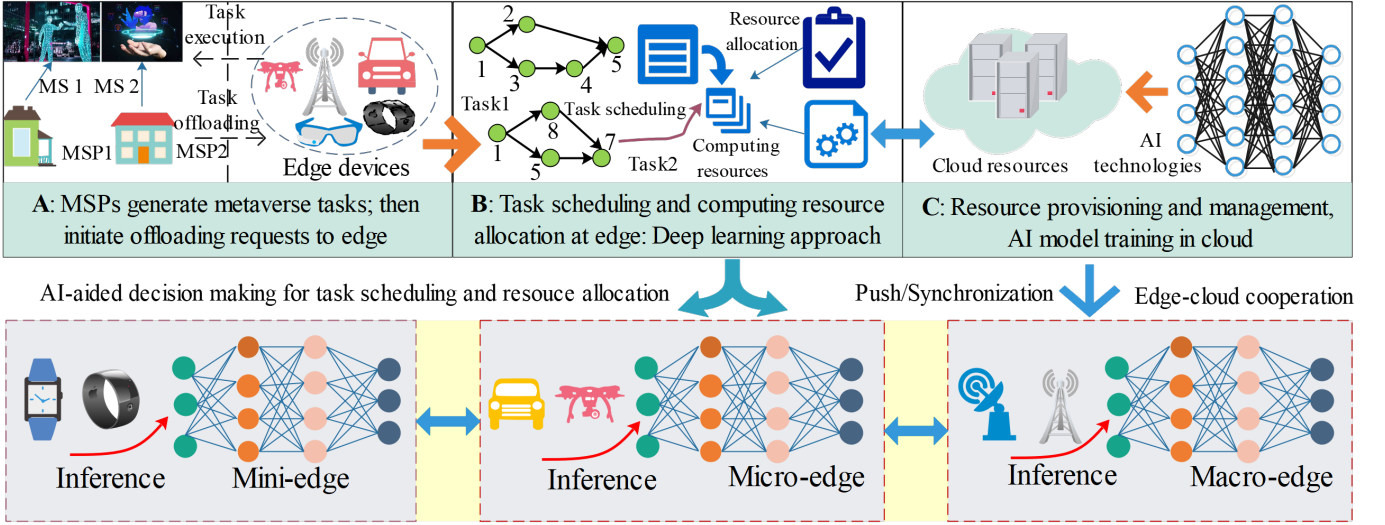 Task
execution
MS 1
MS 2
Task
offloading
MSP1
MSP2
Edge devices
2
1
3
4
5
Task1
1
8
5
7
Task scheduling
Task2
Resource
allocation
Computing
resources
Cloud resources
AI
technologies
A: MSPs generate metaverse tasks; then
initiate offloading requests to edge
B: Task scheduling and computing resource
allocation at edge: Deep learning approach
C: Resource provisioning and management,
AI model training in cloud
AI-aided decision making for task scheduling and resouce allocation
Push/Synchronization
Edge-cloud cooperation
Inference
Mini-edge
Inference
Micro-edge
Inference
Macro-edge